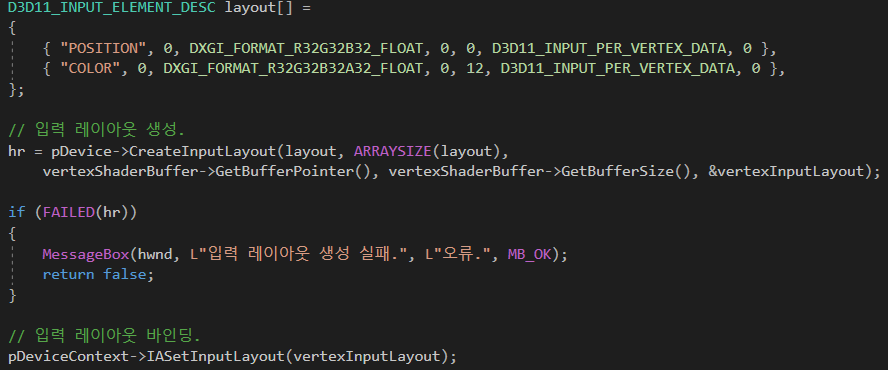 D3D11_INPUT_ELEMENT_DESC layout[] =
{
    { "POSITION", 0, DXGI_FORMAT_R32G32B32_FLOAT, 0, 0, D3D11_INPUT_PER_VERTEX_DATA, 0 },
    { "COLOR", 0, DXGI_FORMAT_R32G32B32A32_FLOAT, 0, 12, D3D11_INPUT_PER_VERTEX_DATA, 0 },
};
// 입력 레이아웃 생성.
hr = pDevice->CreateInputLayout(layout, ARRAYSIZE(layout),
    vertexShaderBuffer->GetBufferPointer(), vertexShaderBuffer->GetBufferSize(), &vertexInputLayout);
if (FAILED(hr))
{
    MessageBox(hwnd, L"입력 레이아웃 생성 실패.", L"오류.", MB_OK);
    return false;
}
// 입력 레이아웃 바인딩.
pDeviceContext->IASetInputLayout(vertexInputLayout);